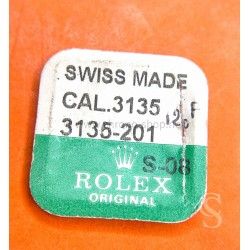 SWISS MADE
CAL.3135
3135-201
S-08
ROLEX
ORIGINAL
S